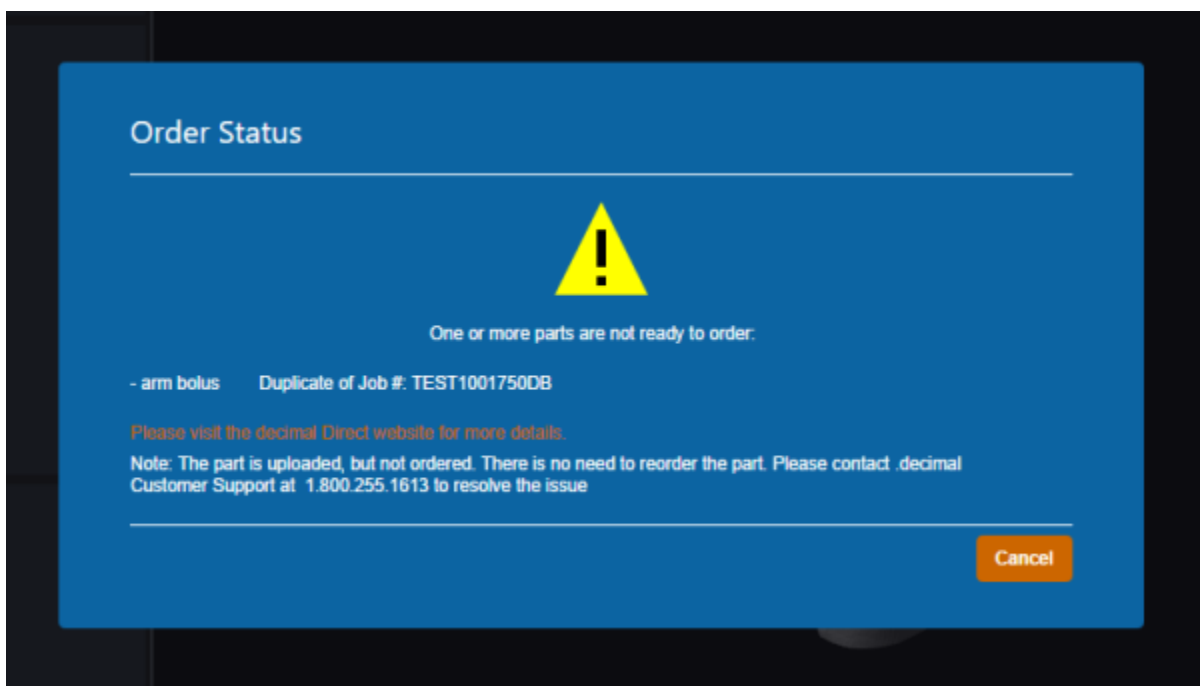 Order Status
!
One or more parts are not ready to order:
- arm bolus Duplicate of Job #: TEST1001750DB
Please visit the decimal Direct website for more details.
Note: The part is uploaded, but not ordered. There is no need to reorder the part. Please contact .decimal
Customer Support at 1.800.255.1613 to resolve the issue
Cancel